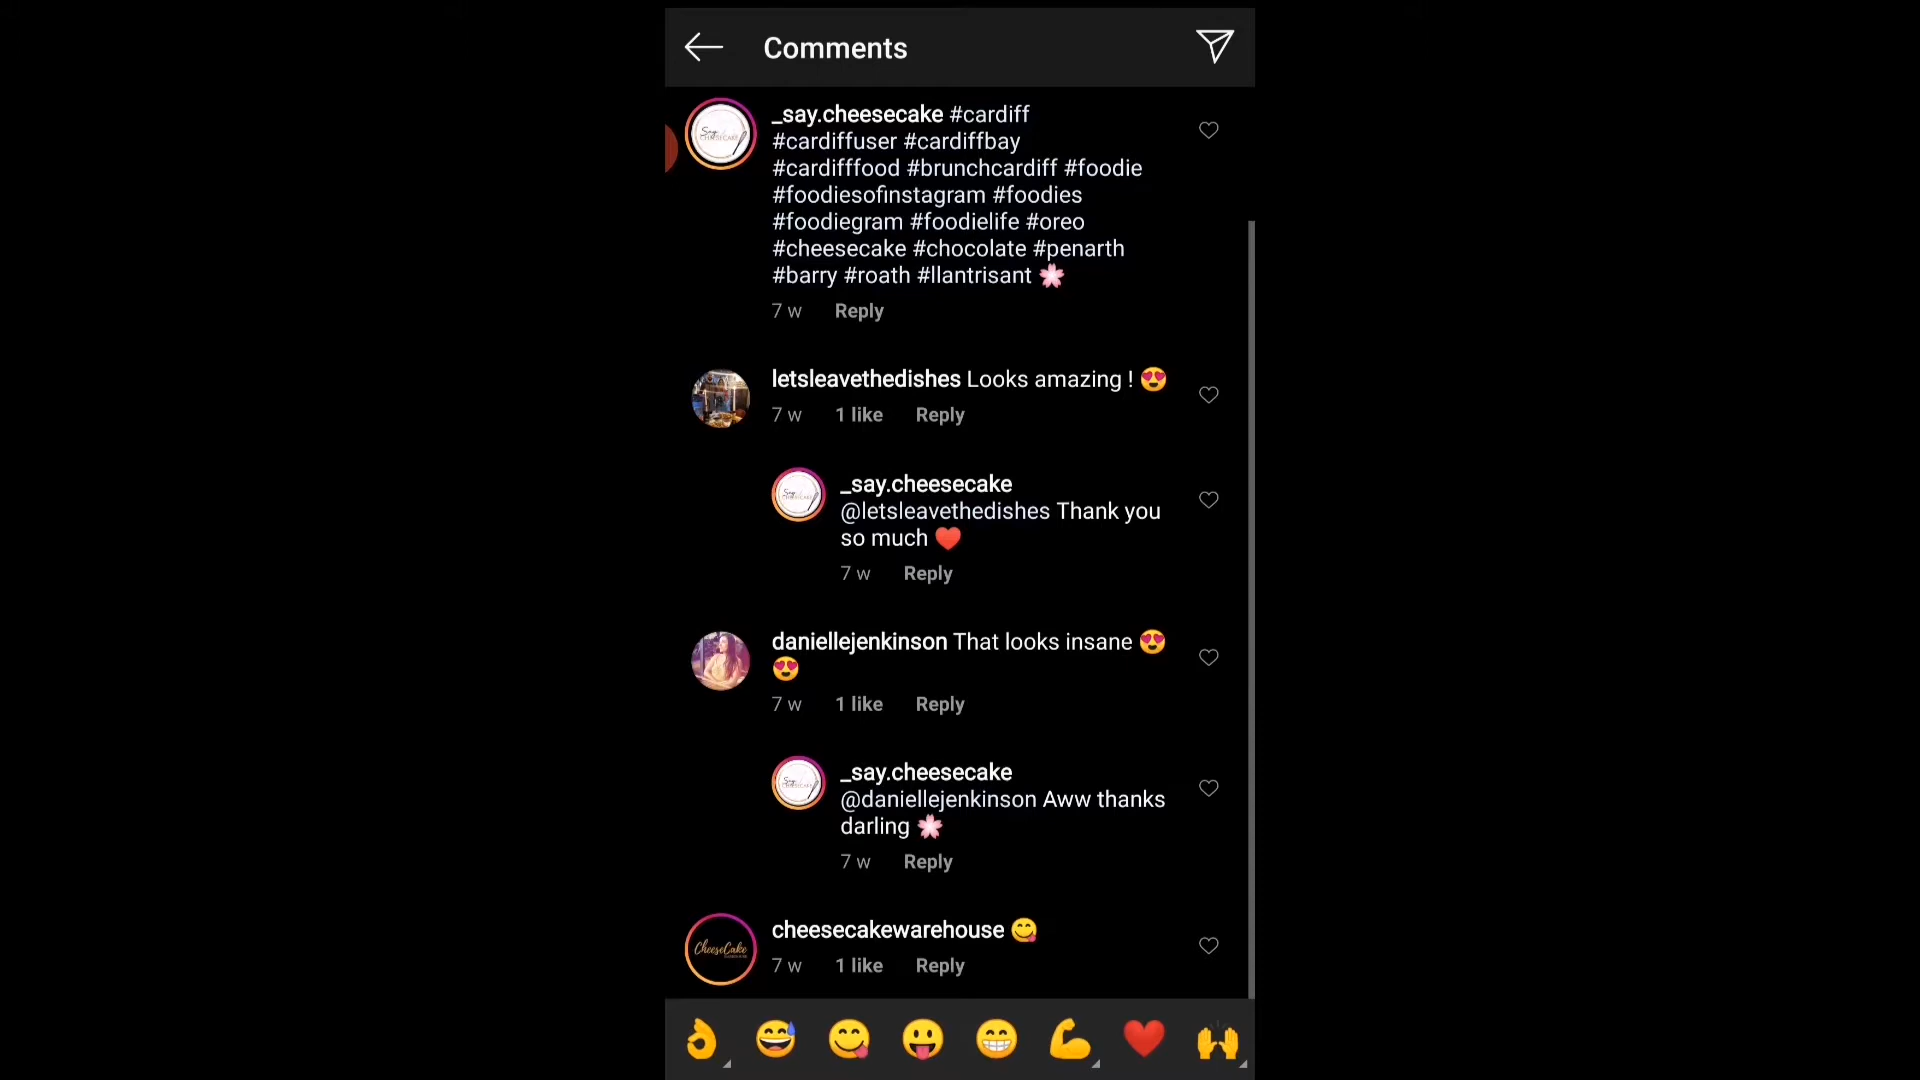 Comments
_say.cheesecake #cardiff
#cardiffuser #cardiffbay
#cardifffood #brunchcardiff #foodie
#foodiesofinstagram #foodies
#foodiegram #foodielife #oreo
#cheesecake #chocolate #penarth
#barry #roath #llantrisant 🌸
7 w Reply
letsleavethedishes Looks amazing ! 😍
7 w 1 like Reply
_say.cheesecake
@letsleavethedishes Thank you
so much ❤️
7 w Reply
daniellejenkinson That looks insane 😍
😍
7 w 1 like Reply
_say.cheesecake
@daniellejenkinson Aww thanks
darling 🌸
7 w Reply
CheeseCake
cheesecakewarehouse 😋
7 w 1 like Reply